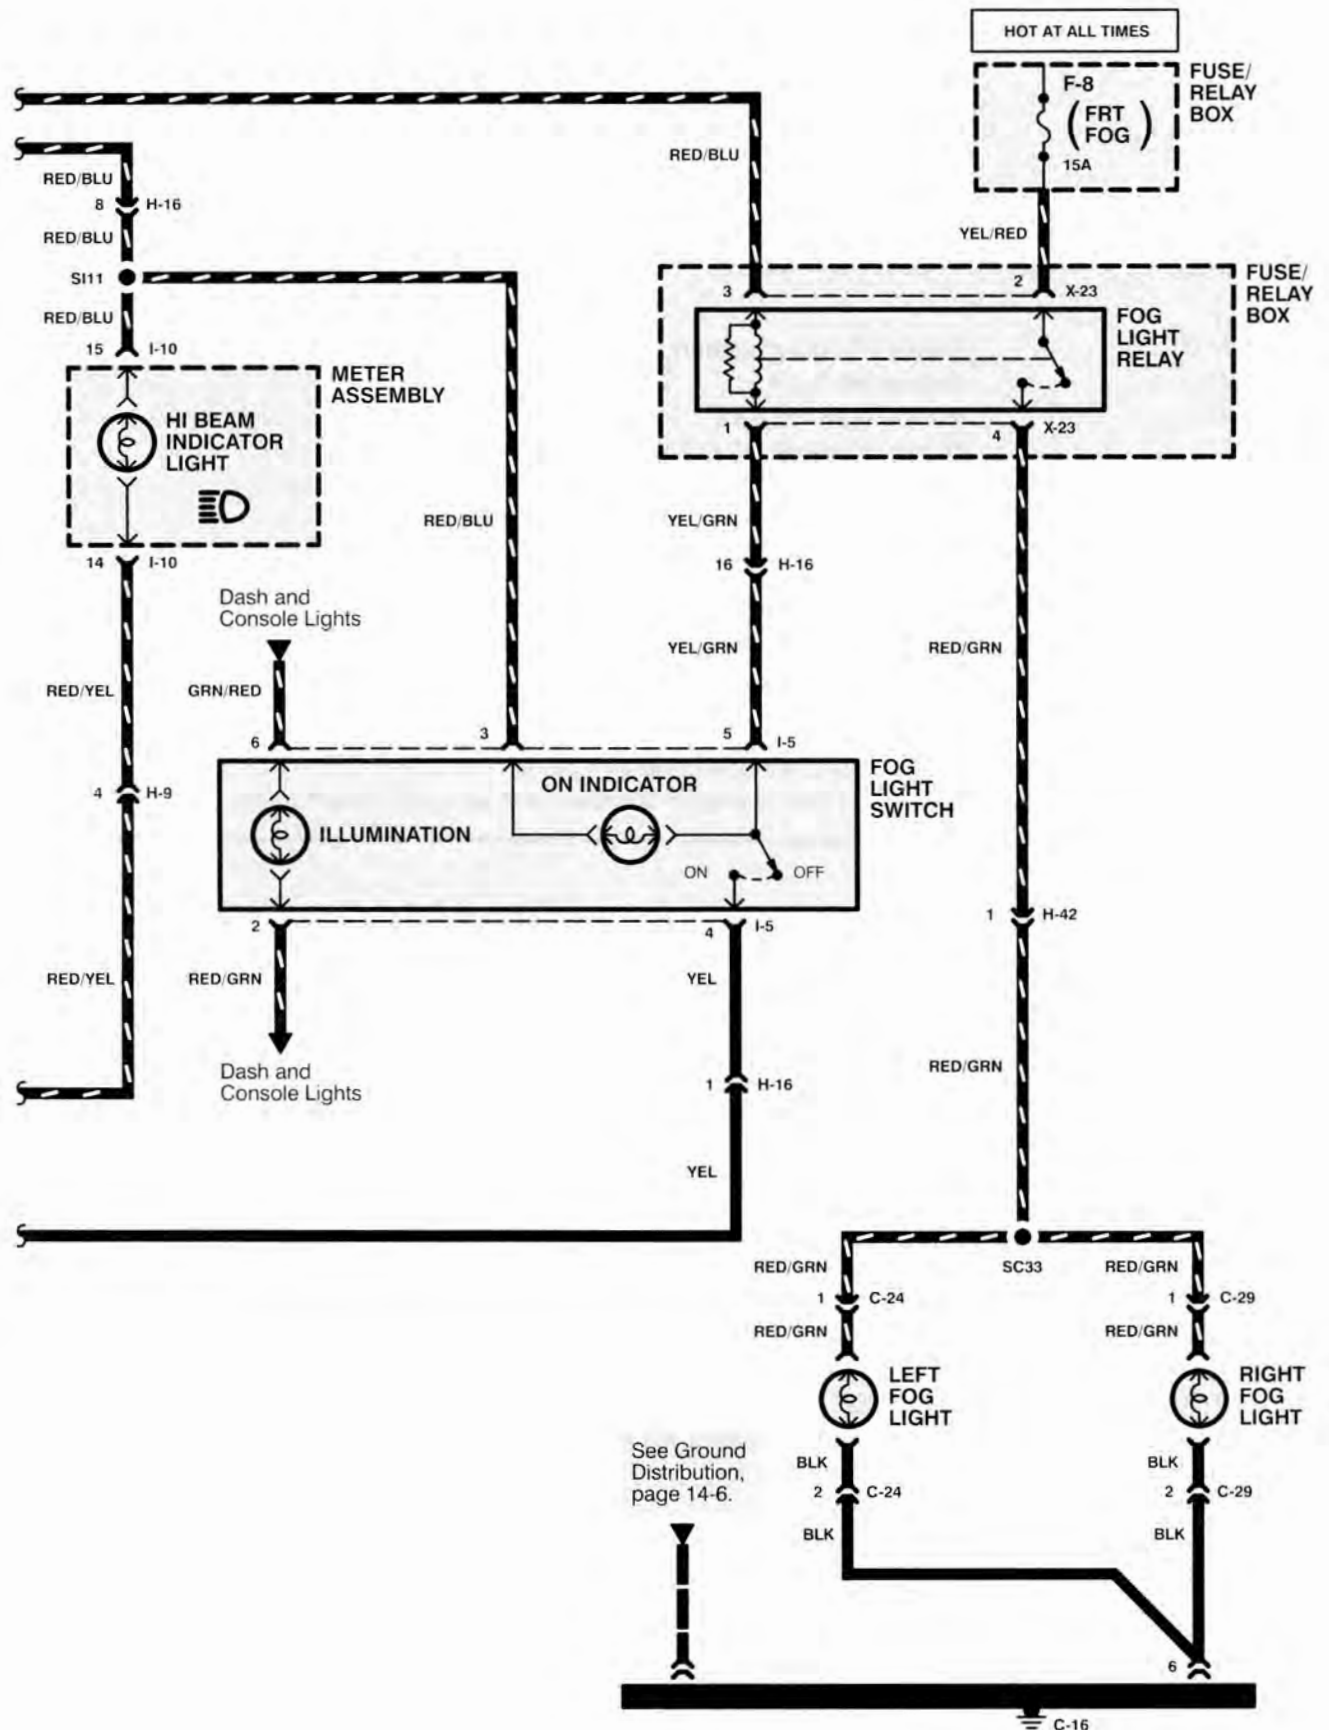 HOT AT ALL TIMES
F-8
(FRT
FOG)
15A
FUSE/
RELAY
BOX
RED/BLU
YEL/RED
RED/BLU
8 H-16
RED/BLU
SI11
RED/BLU
15 I-10
3
2 X-23
FUSE/
RELAY
BOX
FOG
LIGHT
RELAY
METER
ASSEMBLY
HI BEAM
INDICATOR
LIGHT
1
4 X-23
14 I-10
RED/BLU
YEL/GRN
16 H-16
Dash and
Console Lights
YEL/GRN
RED/GRN
RED/YEL
GRN/RED
6
3
5 I-5
FOG
LIGHT
SWITCH
ON INDICATOR
ILLUMINATION
ON
OFF
4 H-9
2
4 I-5
1 H-42
RED/YEL
RED/GRN
YEL
Dash and
Console Lights
1 H-16
RED/GRN
YEL
SC33
RED/GRN
RED/GRN
1 C-24
1 C-29
RED/GRN
RED/GRN
LEFT
FOG
LIGHT
RIGHT
FOG
LIGHT
See Ground
Distribution,
page 14-6.
BLK
BLK
2 C-24
2 C-29
BLK
BLK
6
C-16